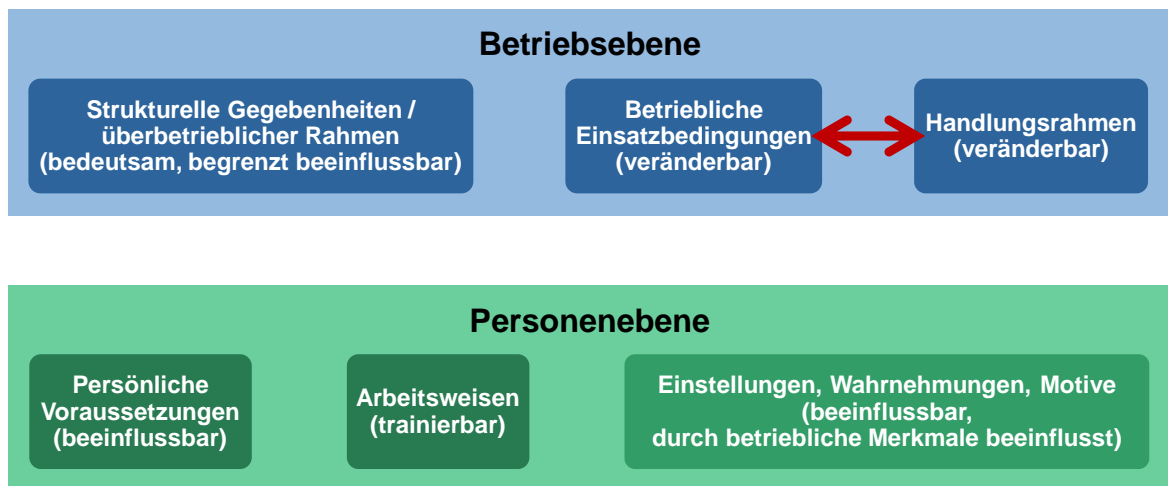 Betriebsebene
Strukturelle Gegebenheiten /
überbetrieblicher Rahmen
(bedeutsam, begrenzt beeinflussbar)
Betriebliche
Einsatzbedingungen
(veränderbar)
Handlungsrahmen
(veränderbar)
Personenebene
Persönliche
Voraussetzungen
(beeinflussbar)
Arbeitsweisen
(trainierbar)
Einstellungen, Wahrnehmungen, Motive
(beeinflussbar,
durch betriebliche Merkmale beeinflusst)